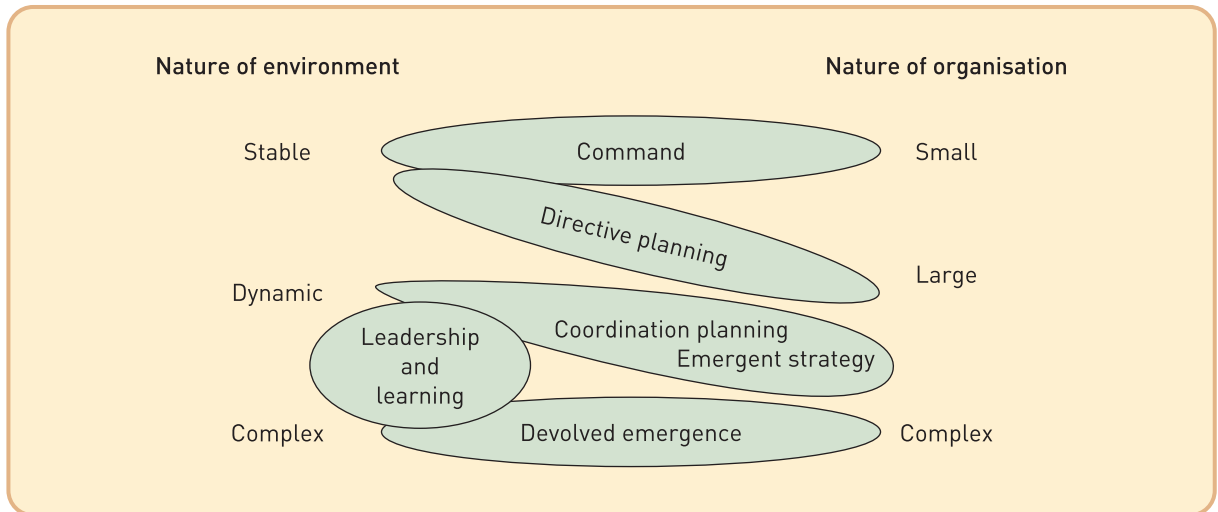 Nature of environment
Nature of organisation
Stable
Command
Small
Directive planning
Large
Dynamic
Coordination planning
Emergent strategy
Leadership
and
learning
Complex
Devolved emergence
Complex